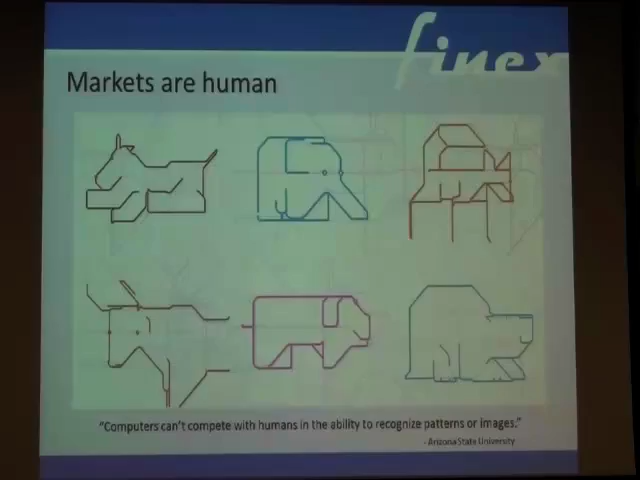 finex
Markets are human
"Computers can't compete with humans in the ability to recognize patterns or images."
- Arizona State University